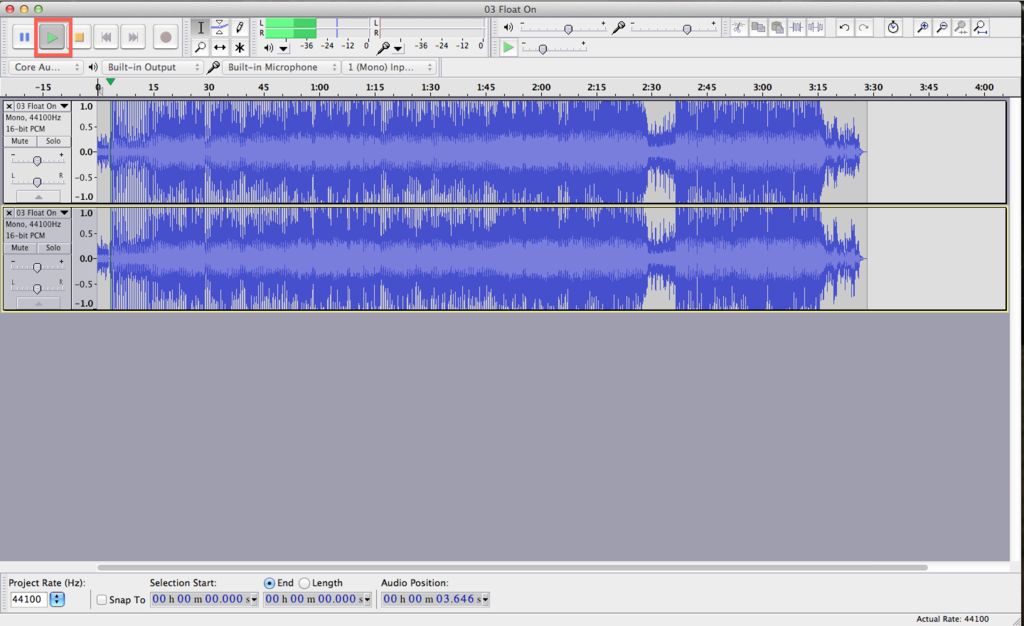 03 Float On
L
R
-36 -24 -12 0
L
R
-36 -24 -12 0
- +
- +
- +
Core Au... Built-in Output Built-in Microphone 1 (Mono) Inp...
-15 0 15 30 45 1:00 1:15 1:30 1:45 2:00 2:15 2:30 2:45 3:00 3:15 3:30 3:45 4:00
03 Float On
Mono, 44100Hz
16-bit PCM
Mute Solo
- +
L R
1.0
0.5
0.0
-0.5
-1.0
03 Float On
Mono, 44100Hz
16-bit PCM
Mute Solo
- +
L R
1.0
0.5
0.0
-0.5
-1.0
Project Rate (Hz): Selection Start: End Length Audio Position:
44100 Snap To 00 h 00 m 00.000 s 00 h 00 m 00.000 s 00 h 00 m 03.646 s
Actual Rate: 44100